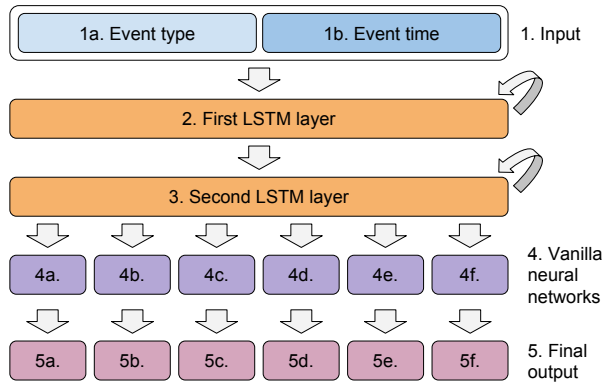 1a. Event type
1b. Event time
1. Input
2. First LSTM layer
3. Second LSTM layer
4a.
4b.
4c.
4d.
4e.
4f.
4. Vanilla
neural
networks
5a.
5b.
5c.
5d.
5e.
5f.
5. Final
output